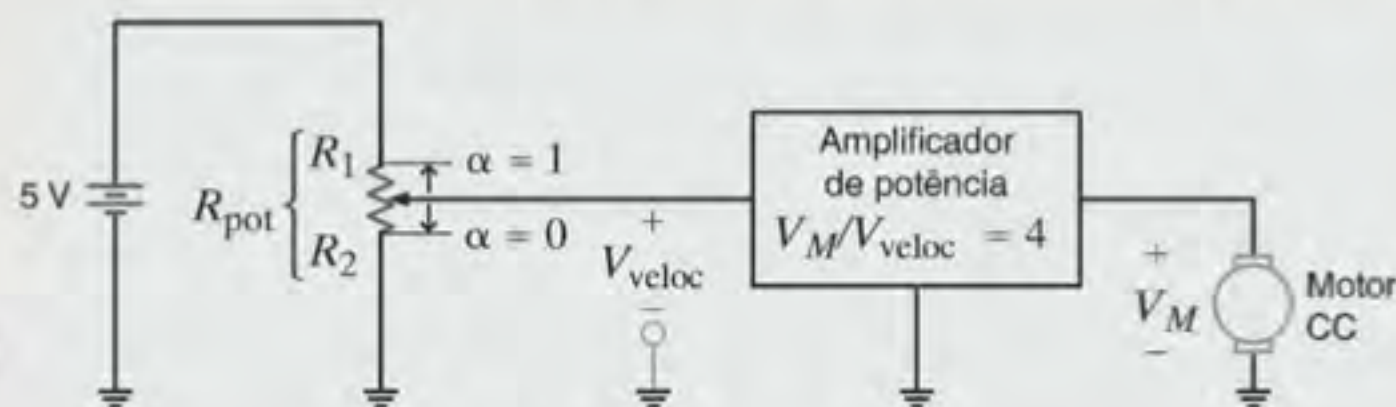 5 V
R_pot { R_1
R_2
α = 1
α = 0
+
V_veloc
−
Amplificador
de potência
V_M/V_veloc = 4
+
V_M
−
Motor
CC